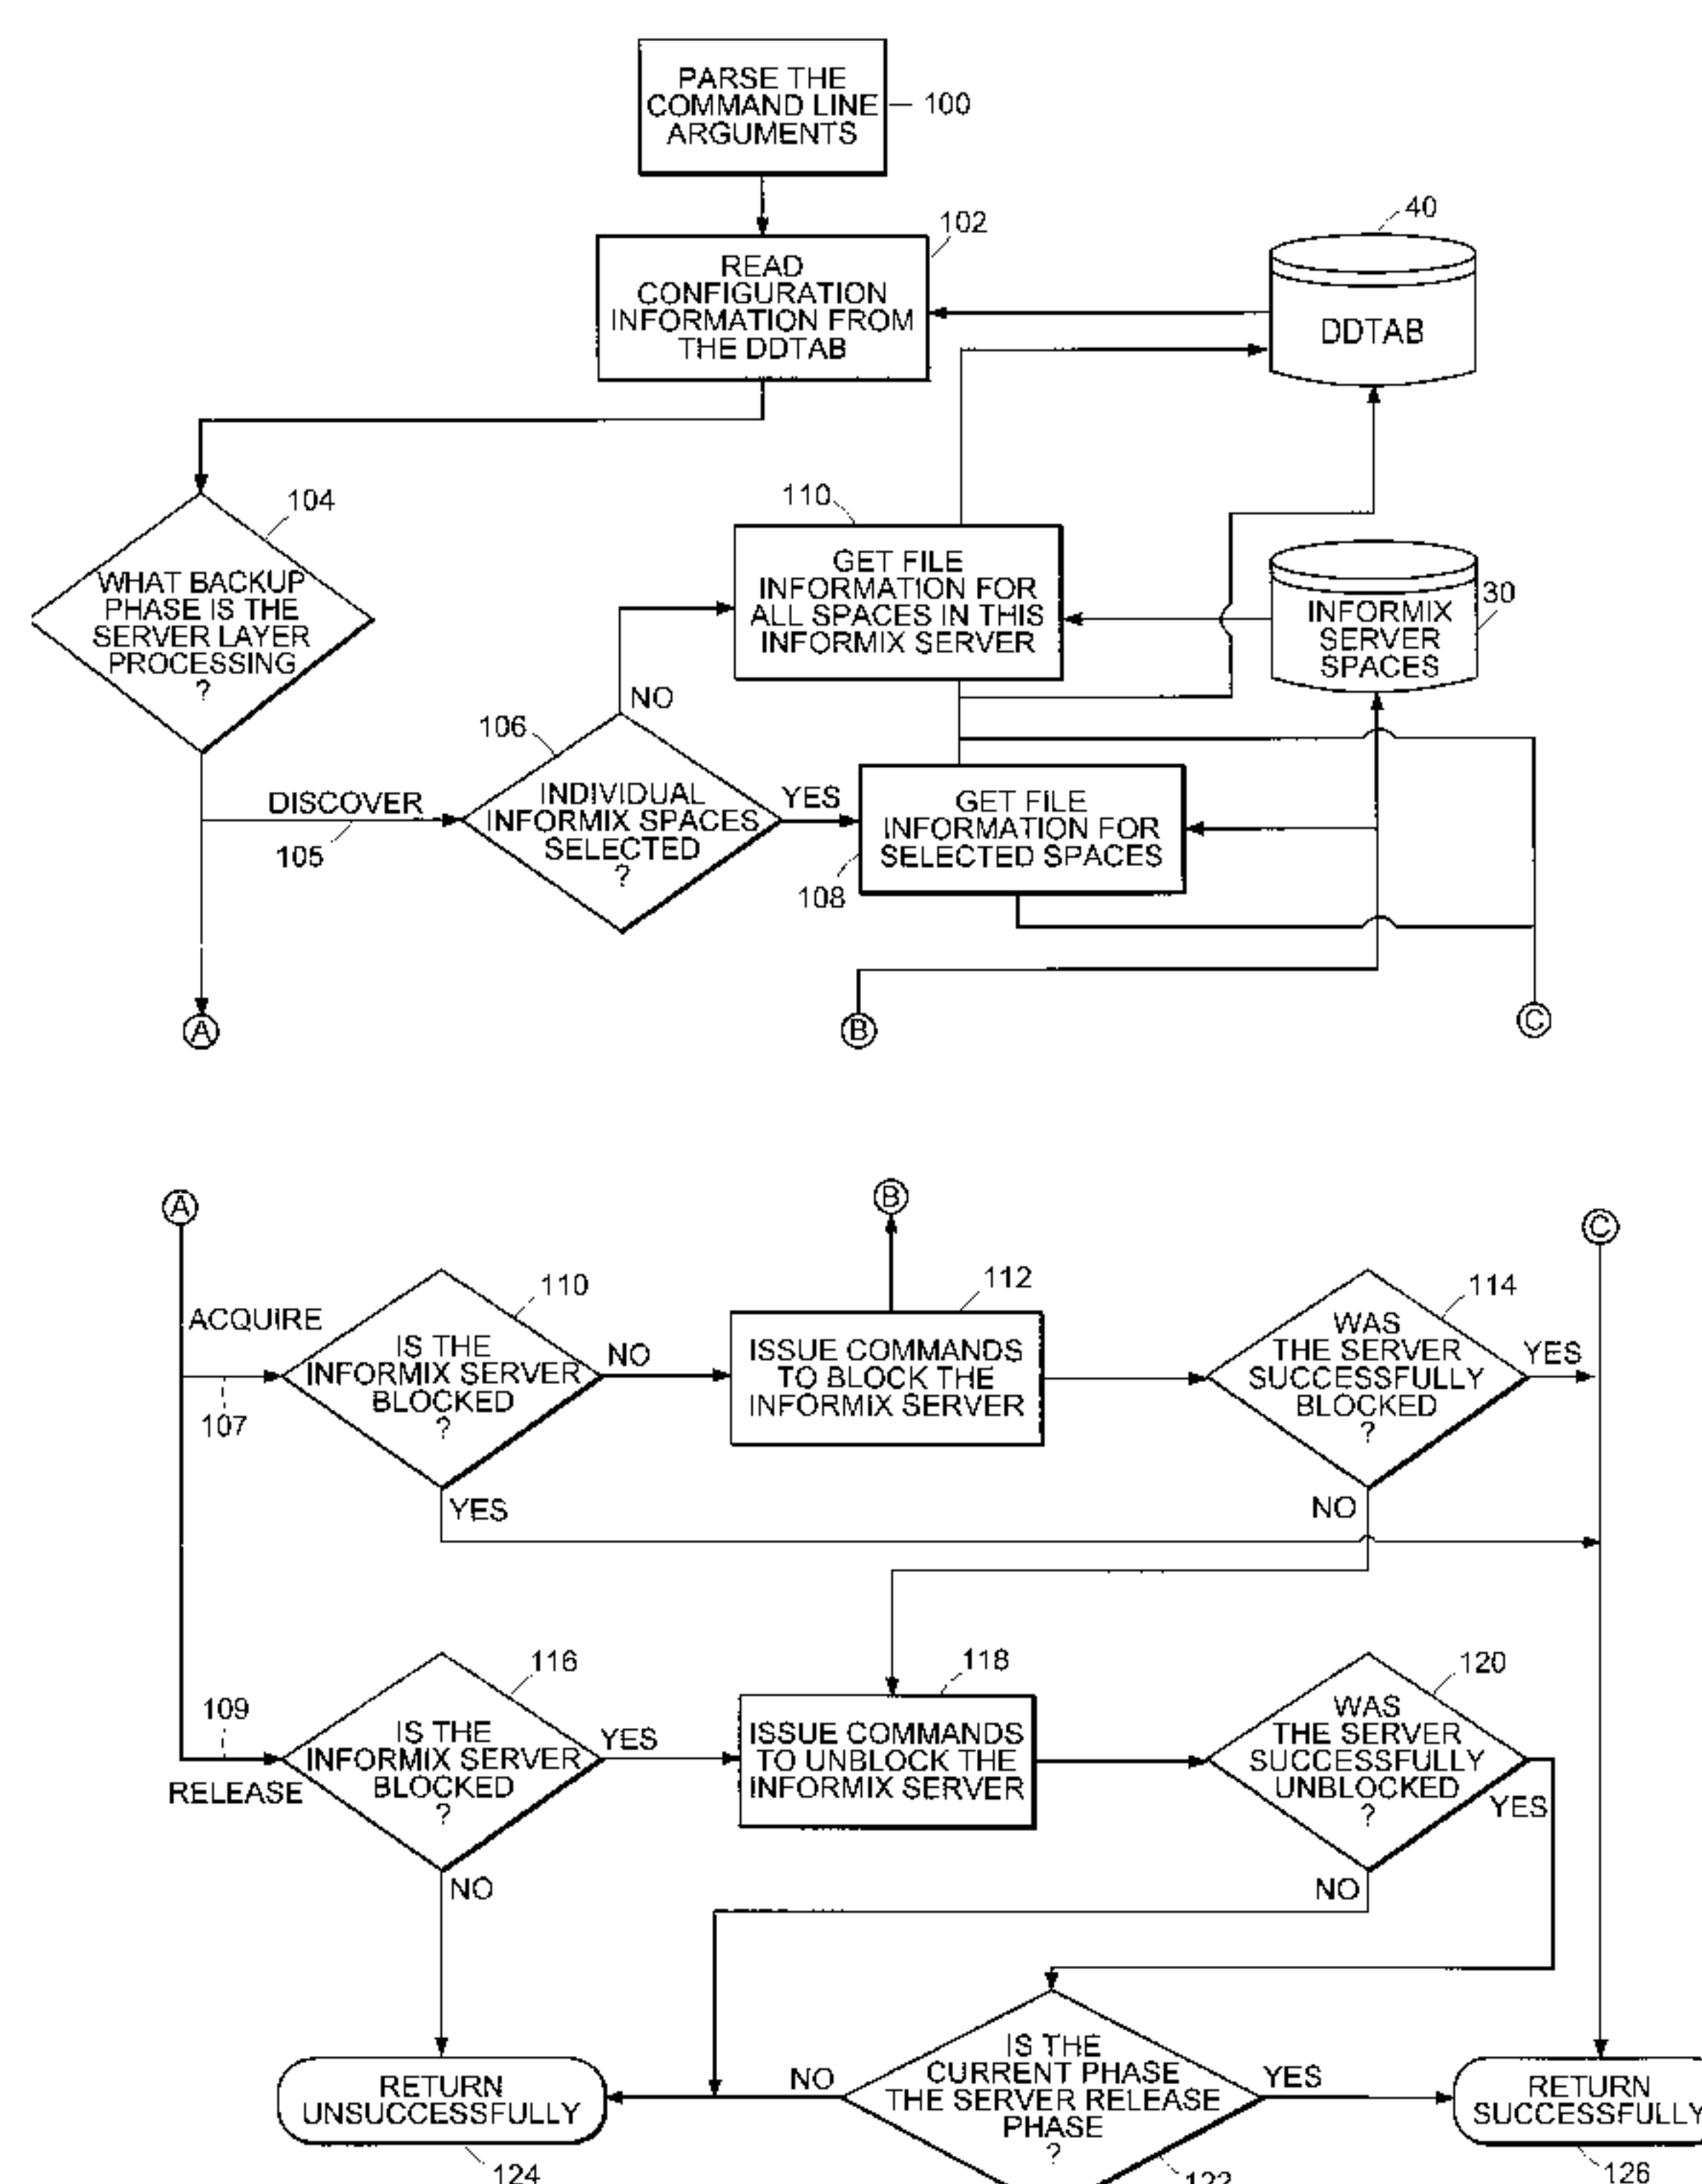 PARSE THE
COMMAND LINE
ARGUMENTS
100
102
READ
CONFIGURATION
INFORMATION FROM
THE DDTAB
40
DDTAB
104
WHAT BACKUP
PHASE IS THE
SERVER LAYER
PROCESSING
?
110
GET FILE
INFORMATION FOR
ALL SPACES IN THIS
INFORMIX SERVER
30
INFORMIX
SERVER
SPACES
NO
106
INDIVIDUAL
INFORMIX SPACES
SELECTED
?
DISCOVER
105
YES
GET FILE
INFORMATION FOR
SELECTED SPACES
108
A
B
C
A
B
C
ACQUIRE
107
110
IS THE
INFORMIX SERVER
BLOCKED
?
NO
YES
112
ISSUE COMMANDS
TO BLOCK THE
INFORMIX SERVER
114
WAS
THE SERVER
SUCCESSFULLY
BLOCKED
?
YES
NO
109
RELEASE
116
IS THE
INFORMIX SERVER
BLOCKED
?
YES
NO
118
ISSUE COMMANDS
TO UNBLOCK THE
INFORMIX SERVER
120
WAS
THE SERVER
SUCCESSFULLY
UNBLOCKED
?
YES
NO
RETURN
UNSUCCESSFULLY
124
NO
IS THE
CURRENT PHASE
THE SERVER RELEASE
PHASE
?
122
YES
RETURN
SUCCESSFULLY
126